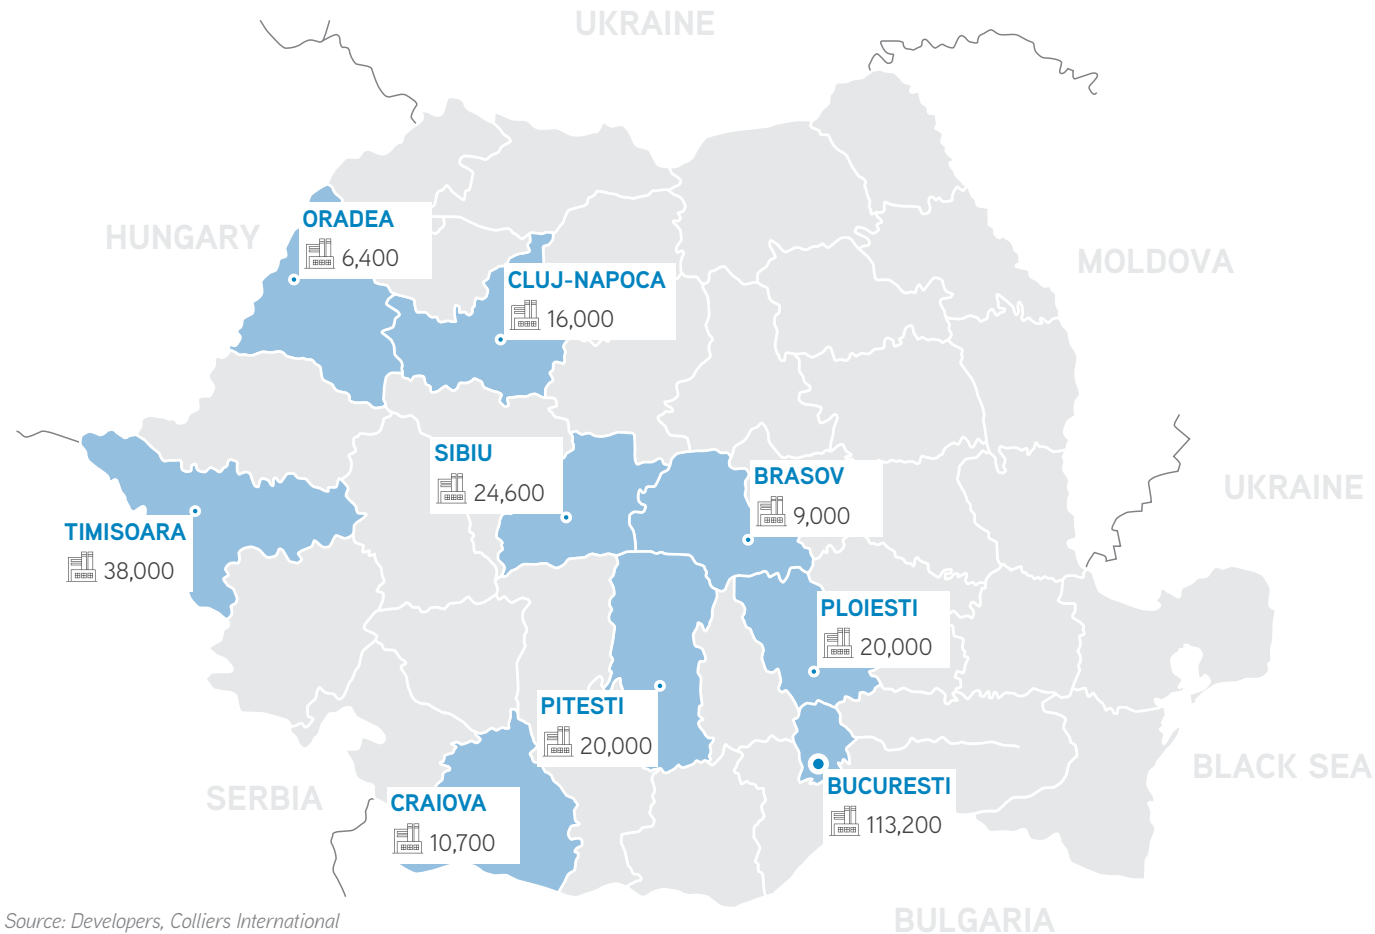 UKRAINE
HUNGARY
ORADEA
6,400
MOLDOVA
CLUJ-NAPOCA
16,000
SIBIU
24,600
BRASOV
9,000
UKRAINE
TIMISOARA
38,000
PLOIESTI
20,000
PITESTI
20,000
BLACK SEA
SERBIA
BUCURESTI
113,200
CRAIOVA
10,700
BULGARIA
Source: Developers, Colliers International